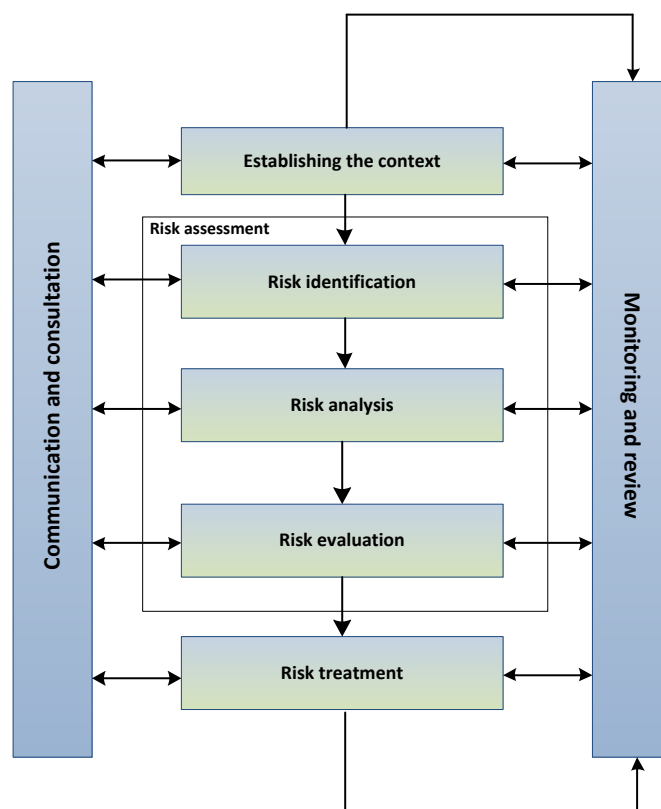 Establishing the context
Risk assessment
Risk identification
Risk analysis
Risk evaluation
Risk treatment
Communication and consultation
Monitoring and review